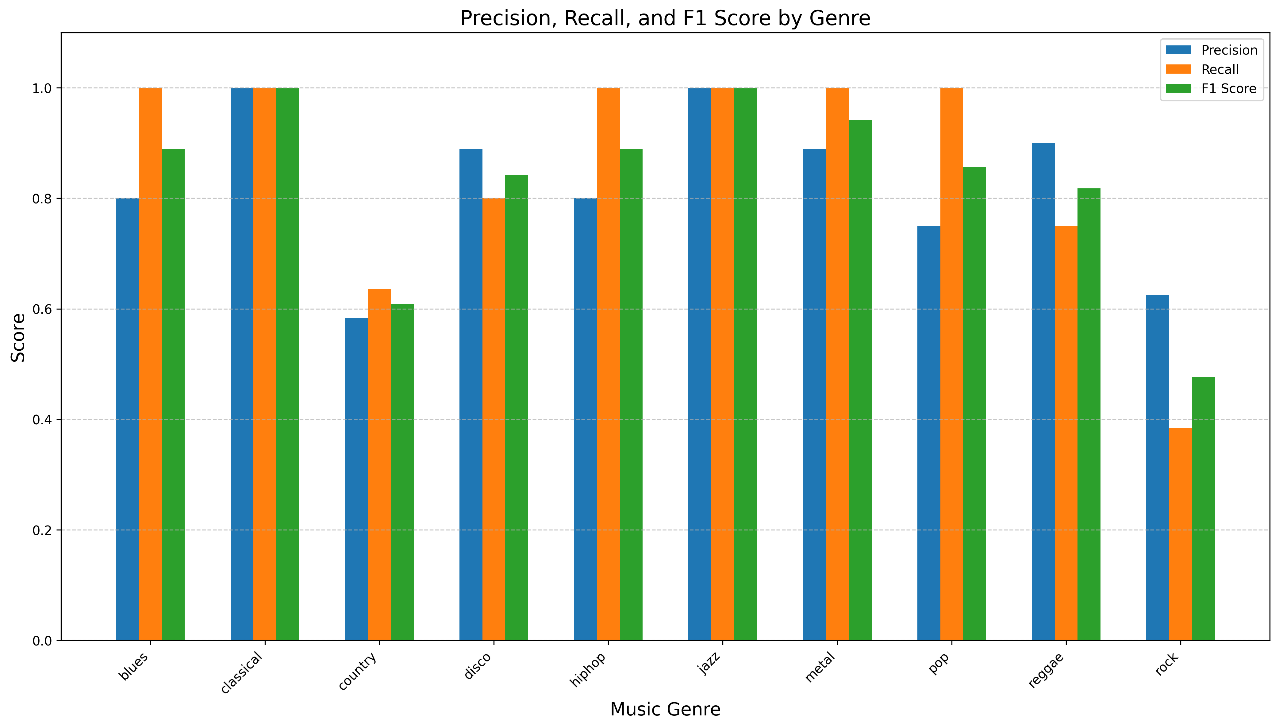 Precision, Recall, and F1 Score by Genre
Precision
Recall
F1 Score
1.0
0.8
0.6
0.4
0.2
0.0
Score
blues
classical
country
disco
hiphop
jazz
metal
pop
reggae
rock
Music Genre